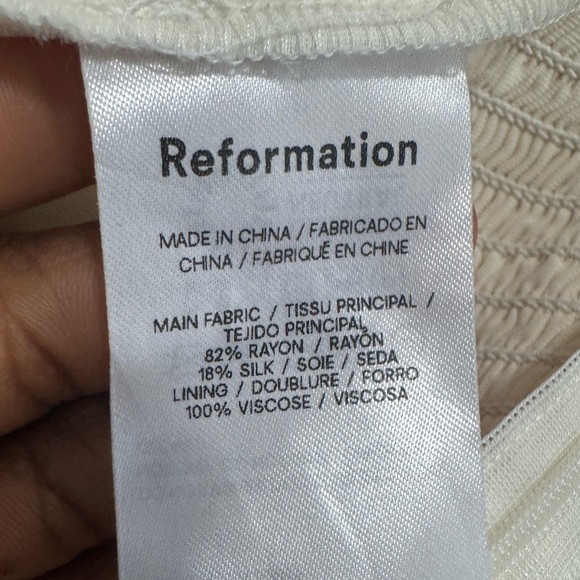 Reformation
MADE IN CHINA / FABRICADO EN
CHINA / FABRIQUÉ EN CHINE
MAIN FABRIC / TISSU PRINCIPAL /
TEJIDO PRINCIPAL
82% RAYON / RAYÓN
18% SILK / SOIE / SEDA
LINING / DOUBLURE / FORRO
100% VISCOSE / VISCOSA